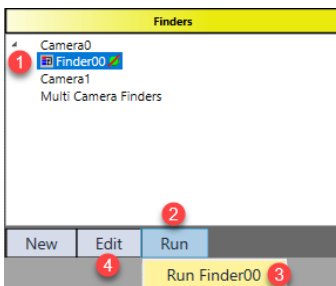 Finders
Camera0
1 Finder00
Camera1
Multi Camera Finders
2
New Edit Run
4 Run Finder00 3